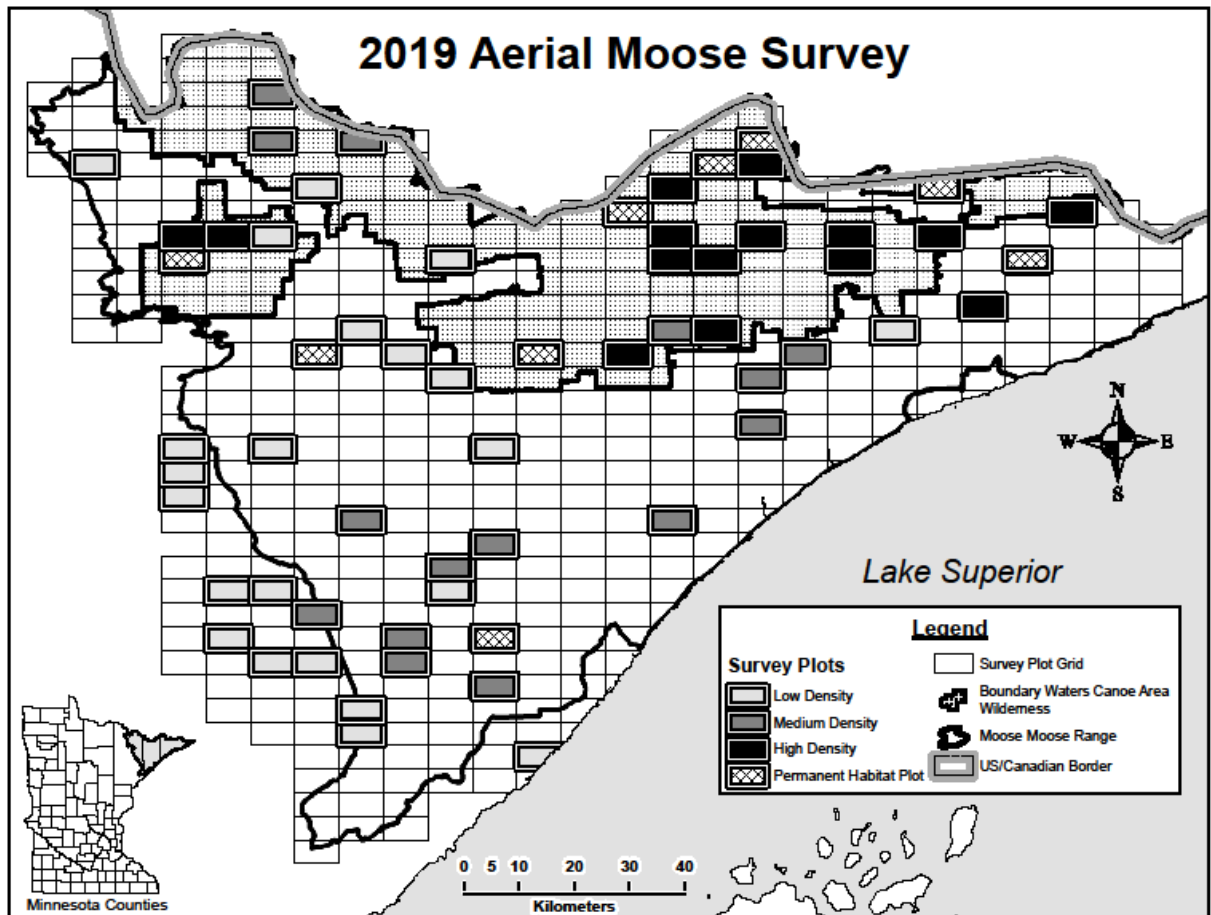 2019 Aerial Moose Survey
N
W
E
S
Lake Superior
Legend
Survey Plots
Low Density
Medium Density
High Density
Permanent Habitat Plot
Survey Plot Grid
Boundary Waters Canoe Area
Wilderness
Moose Moose Range
US/Canadian Border
0 5 10 20 30 40
Kilometers
Minnesota Counties